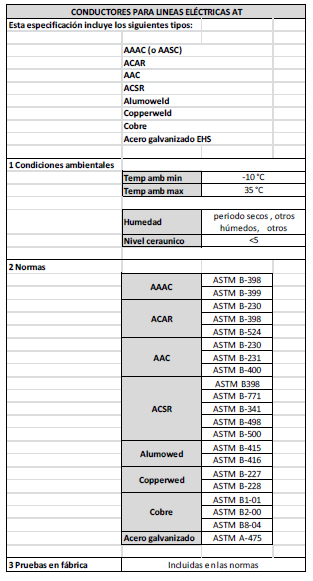 CONDUCTORES PARA LINEAS ELÉCTRICAS AT
Esta especificación incluye los siguientes tipos:
AAAC (o AASC)
ACAR
AAC
ACSR
Alumoweld
Copperweld
Cobre
Acero galvanizado EHS
1 Condiciones ambientales
Temp amb min -10 °C
Temp amb max 35 °C
Humedad periodo secos , otros
húmedos, otros
Nivel ceraunico <5
2 Normas
AAAC ASTM B-398
ASTM B-399
ACAR ASTM B-230
ASTM B-398
ASTM B-524
AAC ASTM B-230
ASTM B-231
ASTM B-400
ACSR ASTM B398
ASTM B-771
ASTM B-341
ASTM B-498
ASTM B-500
Alumowed ASTM B-415
ASTM B-416
Copperwed ASTM B-227
ASTM B-228
Cobre ASTM B1-01
ASTM B2-00
ASTM B8-04
Acero galvanizado ASTM A-475
3 Pruebas en fábrica Incluidas en las normas